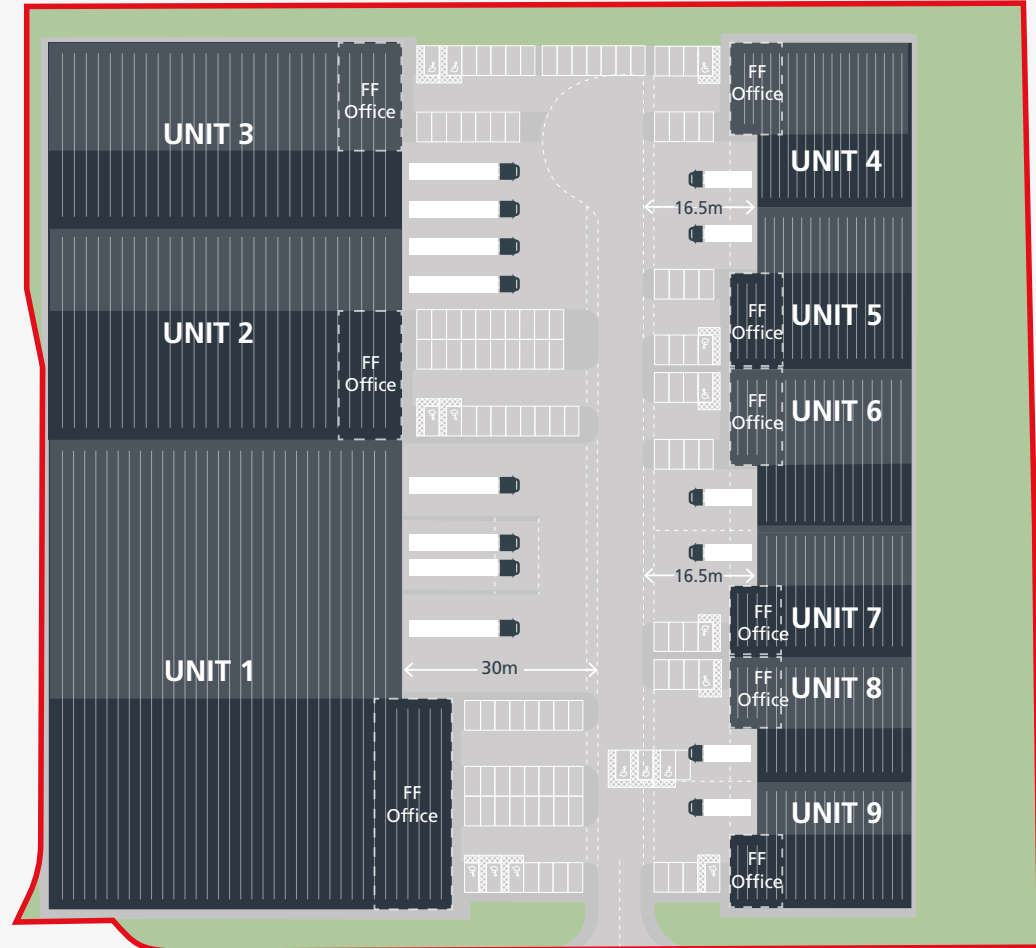 FF
Office
UNIT 3
FF
Office
UNIT 4
16.5m
UNIT 2
FF
Office
FF
Office
UNIT 5
FF
Office
UNIT 6
16.5m
FF
Office
UNIT 7
UNIT 1
30m
FF
Office
UNIT 8
FF
Office
UNIT 9
FF
Office